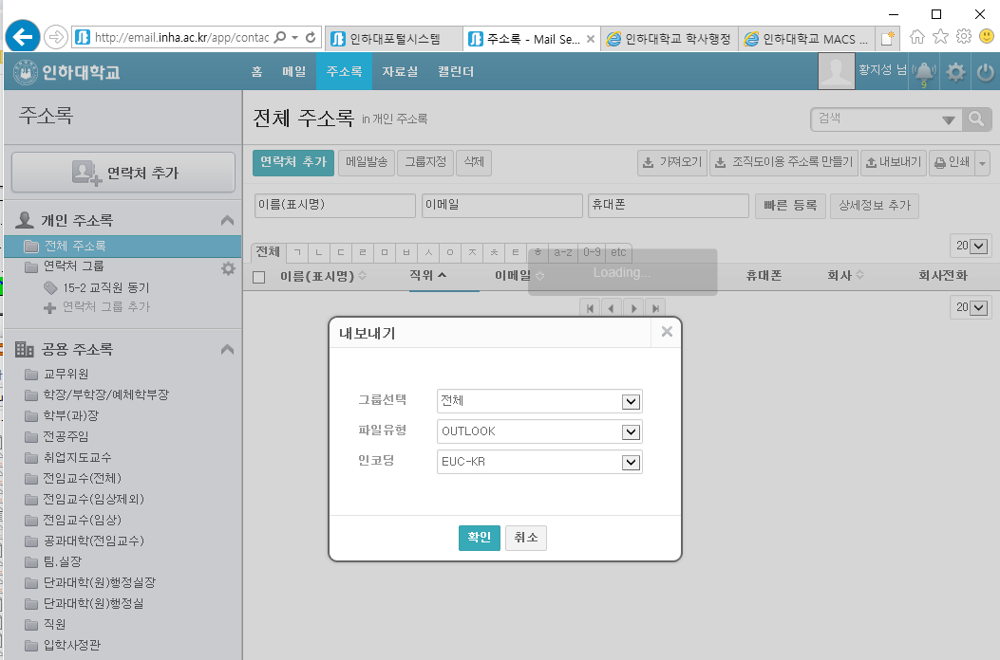 http://email.inha.ac.kr/app/contac
인하대포털시스템
주소록 - Mail Se...
인하대학교 학사행정
인하대학교 MACS ...
인하대학교
홈 메일 주소록 자료실 캘린더
황지성 님
9
주소록
전체 주소록 in 개인 주소록
검색
연락처 추가
연락처 추가 메일발송 그룹지정 삭제
가져오기 조직도이용 주소록 만들기 내보내기 인쇄
이름(표시명) 이메일 휴대폰 빠른 등록 상세정보 추가
개인 주소록
전체 주소록
연락처 그룹
15-2 교직원 동기
연락처 그룹 추가
전체 ㄱ ㄴ ㄷ ㄹ ㅁ ㅂ ㅅ ㅇ ㅈ ㅊ ㅌ ㅎ a-z 0-9 etc
20
Loading...
이름(표시명) 직위 이메일 휴대폰 회사 회사전화
20
공용 주소록
교무위원
학장/부학장/예체학부장
학부(과)장
전공주임
취업지도교수
전임교수(전체)
전임교수(임상제외)
전임교수(임상)
공과대학(전임교수)
팀.실장
단과대학(원)행정실장
단과대학(원)행정실
직원
입학사정관
내보내기
그룹선택 전체
파일유형 OUTLOOK
인코딩 EUC-KR
확인 취소